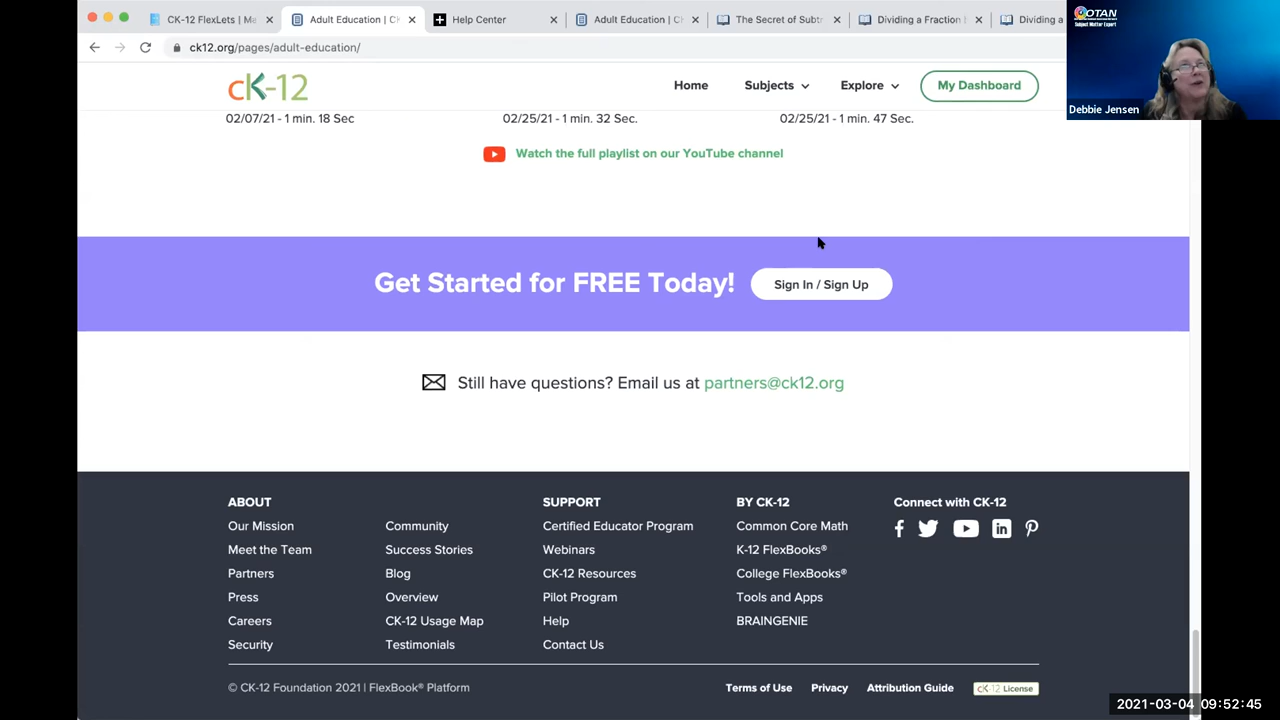 CK-12 FlexLets | Ma
Adult Education | C
Help Center
Adult Education | C
The Secret of Subtr
Dividing a Fraction
Dividing a
OTAN
Subject Matter Expert
Debbie Jensen
ck12.org/pages/adult-education/
cK-12
Home
Subjects
Explore
My Dashboard
02/07/21 - 1 min. 18 Sec
02/25/21 - 1 min. 32 Sec.
02/25/21 - 1 min. 47 Sec.
Watch the full playlist on our YouTube channel
Get Started for FREE Today!
Sign In / Sign Up
Still have questions? Email us at partners@ck12.org
ABOUT
Our Mission
Meet the Team
Partners
Press
Careers
Security
Community
Success Stories
Blog
Overview
CK-12 Usage Map
Testimonials
SUPPORT
Certified Educator Program
Webinars
CK-12 Resources
Pilot Program
Help
Contact Us
BY CK-12
Common Core Math
K-12 FlexBooks®
College FlexBooks®
Tools and Apps
BRAINGENIE
Connect with CK-12
© CK-12 Foundation 2021 | FlexBook® Platform
Terms of Use
Privacy
Attribution Guide
cK-12 License
2021-03-04 09:52:45